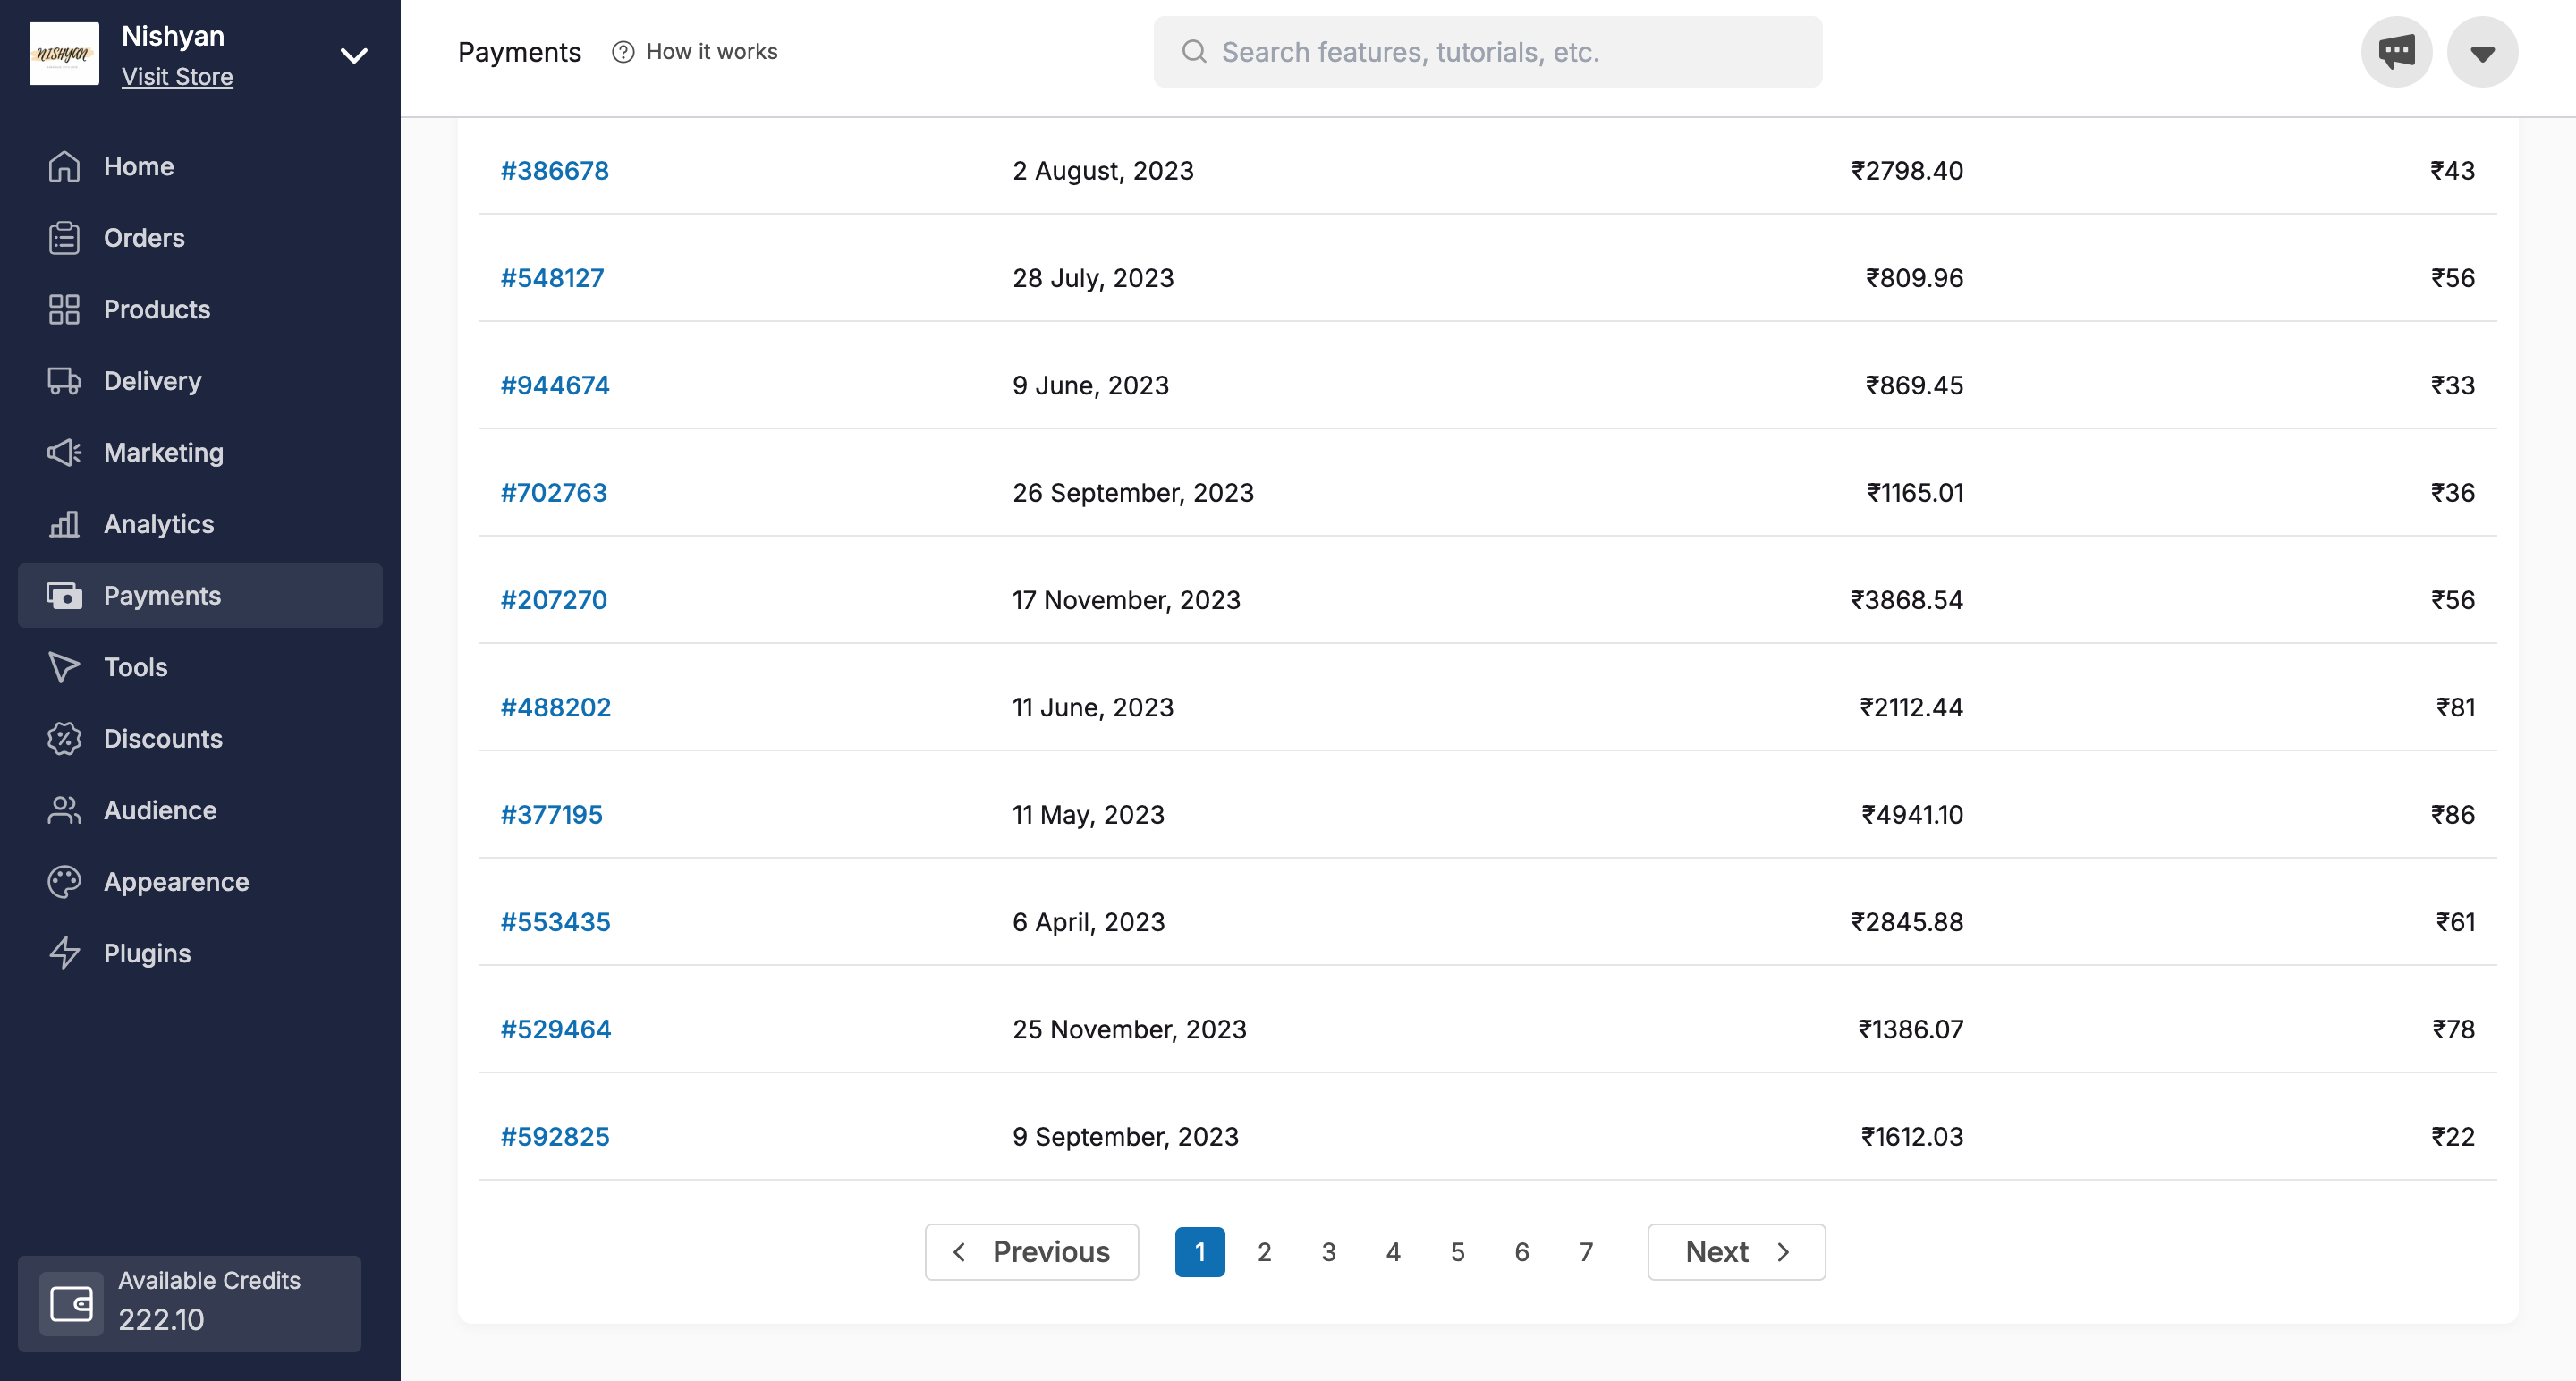 NISHYAN
Nishyan
Visit Store
Home
Orders
Products
Delivery
Marketing
Analytics
Payments
Tools
Discounts
Audience
Appearence
Plugins
Available Credits
222.10
Payments How it works Search features, tutorials, etc.
#386678 2 August, 2023 ₹2798.40 ₹43
#548127 28 July, 2023 ₹809.96 ₹56
#944674 9 June, 2023 ₹869.45 ₹33
#702763 26 September, 2023 ₹1165.01 ₹36
#207270 17 November, 2023 ₹3868.54 ₹56
#488202 11 June, 2023 ₹2112.44 ₹81
#377195 11 May, 2023 ₹4941.10 ₹86
#553435 6 April, 2023 ₹2845.88 ₹61
#529464 25 November, 2023 ₹1386.07 ₹78
#592825 9 September, 2023 ₹1612.03 ₹22
Previous 1 2 3 4 5 6 7 Next